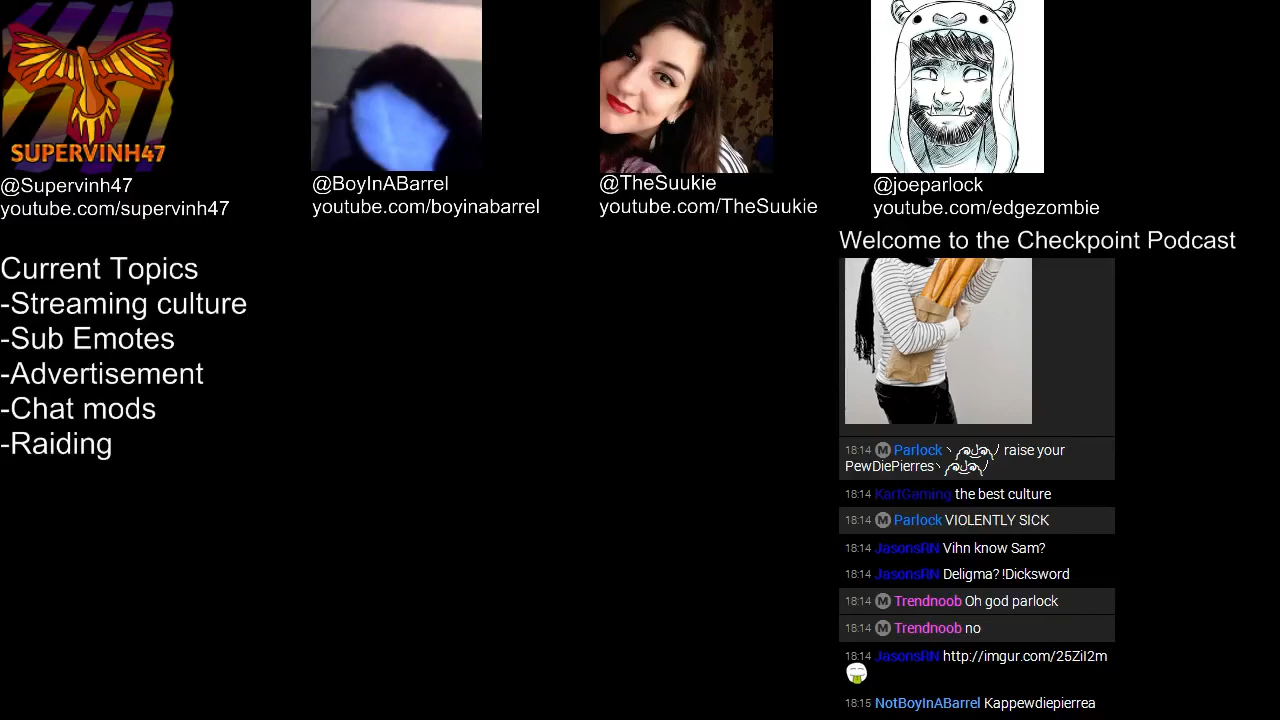 SUPERVINH47
@Supervinh47
youtube.com/supervinh47
@BoyInABarrel
youtube.com/boyinabarrel
@TheSuukie
youtube.com/TheSuukie
@joeparlock
youtube.com/edgezombie
Welcome to the Checkpoint Podcast
Current Topics
-Streaming culture
-Sub Emotes
-Advertisement
-Chat mods
-Raiding
18:14 M Parlock raise your
PewDiePierres
18:14 KarfGaming the best culture
18:14 M Parlock VIOLENTLY SICK
18:14 JasonsRN Vihn know Sam?
18:14 JasonsRN Deligma? !Dicksword
18:14 M Trendnoob Oh god parlock
18:14 M Trendnoob no
18:14 JasonsRN http://imgur.com/25ZiI2m
18:15 NotBoyInABarrel Kappewdiepierrea